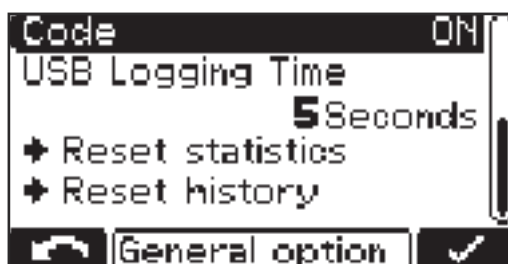 Code ON
USB Logging Time
5 Seconds
Reset statistics
Reset history
General option